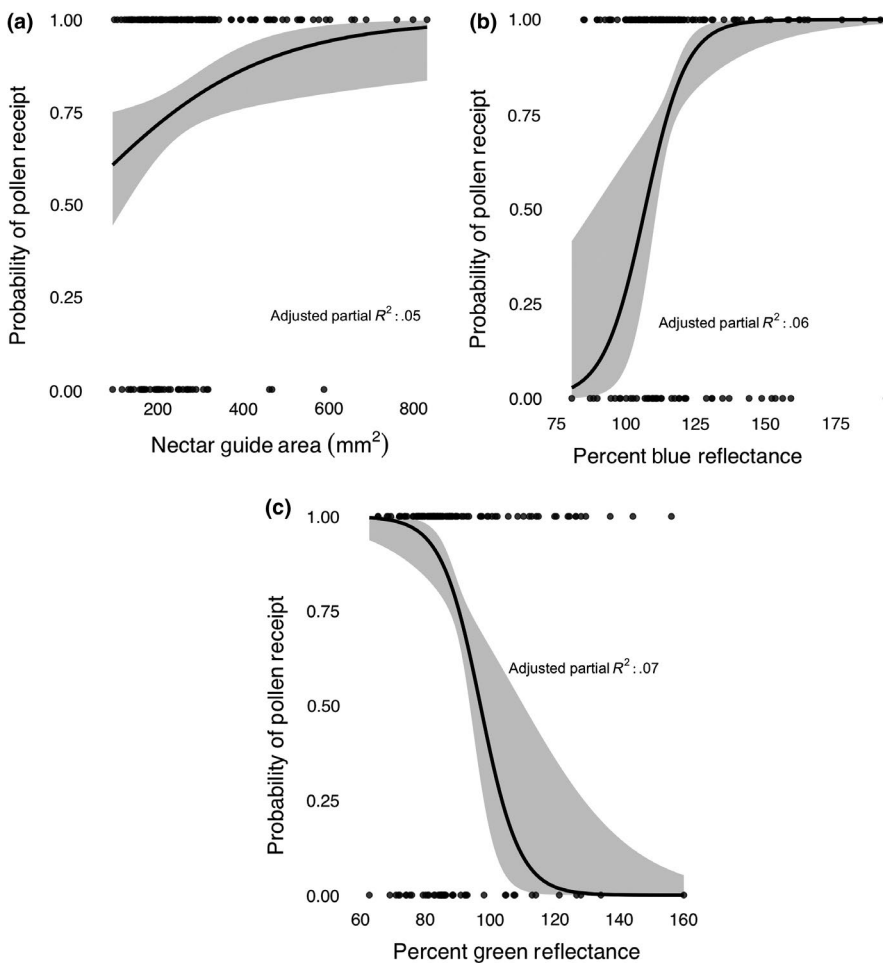 (a)
Probability of pollen receipt
1.00
0.75
0.50
0.25
0.00
Adjusted partial R²: .05
200 400 600 800
Nectar guide area (mm²)
(b)
Probability of pollen receipt
1.00
0.75
0.50
0.25
0.00
Adjusted partial R²: .06
75 100 125 150 175
Percent blue reflectance
(c)
Probability of pollen receipt
1.00
0.75
0.50
0.25
0.00
Adjusted partial R²: .07
60 80 100 120 140 160
Percent green reflectance